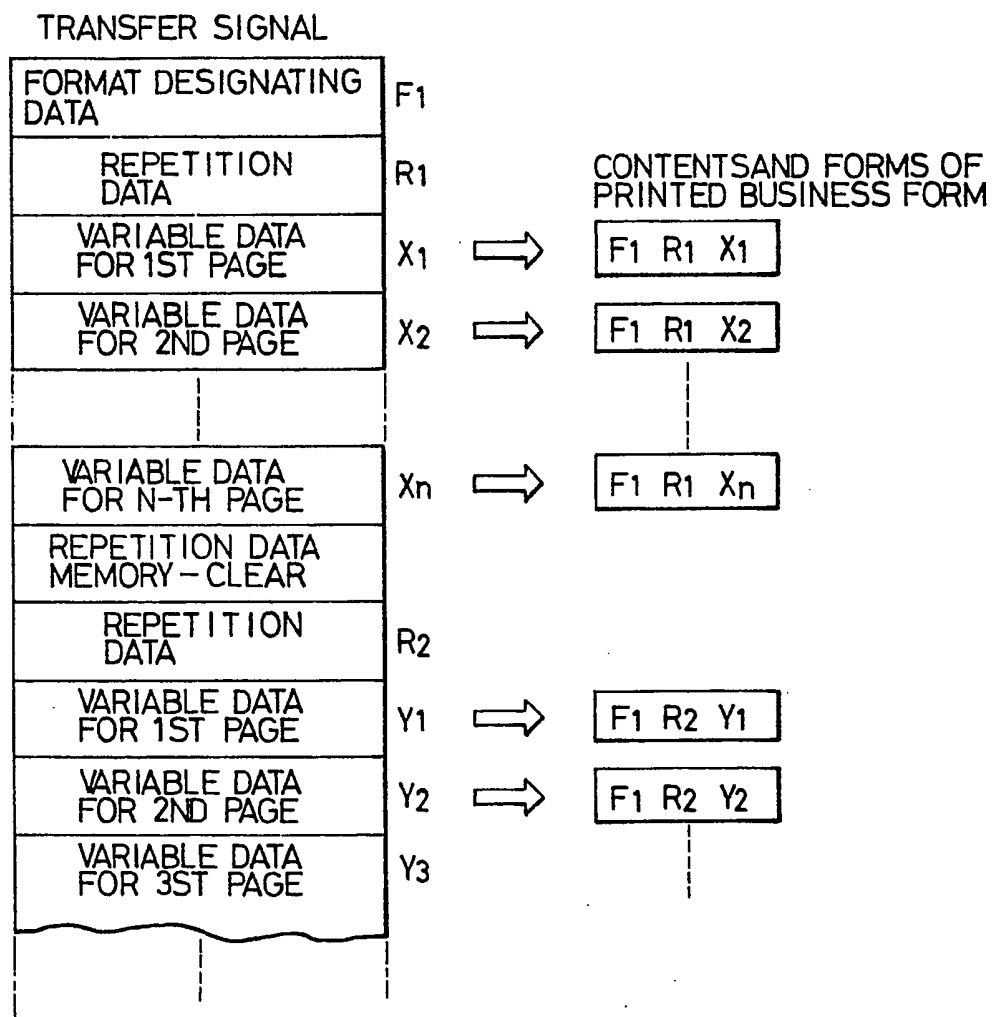 TRANSFER SIGNAL
FORMAT DESIGNATING
DATA
F1
REPETITION
DATA
R1
CONTENTSAND FORMS OF
PRINTED BUSINESS FORM
VARIABLE DATA
FOR 1ST PAGE
X1
F1 R1 X1
VARIABLE DATA
FOR 2ND PAGE
X2
F1 R1 X2
VARIABLE DATA
FOR N-TH PAGE
Xn
F1 R1 Xn
REPETITION DATA
MEMORY-CLEAR
REPETITION
DATA
R2
VARIABLE DATA
FOR 1ST PAGE
Y1
F1 R2 Y1
VARIABLE DATA
FOR 2ND PAGE
Y2
F1 R2 Y2
VARIABLE DATA
FOR 3ST PAGE
Y3